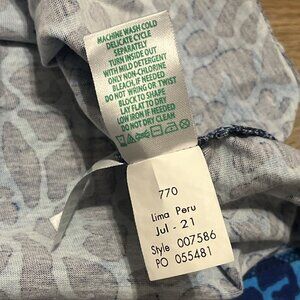 MACHINE WASH COLD
DELICATE CYCLE
SEPARATELY
TURN INSIDE OUT
WITH MILD DETERGENT
ONLY NON-CHLORINE
BLEACH, IF NEEDED
DO NOT WRING OR TWIST
BLOCK TO SHAPE
LAY FLAT TO DRY
LOW IRON IF NEEDED
DO NOT DRY CLEAN
770
Lima Peru
Jul - 21
Style 007586
PO 055481